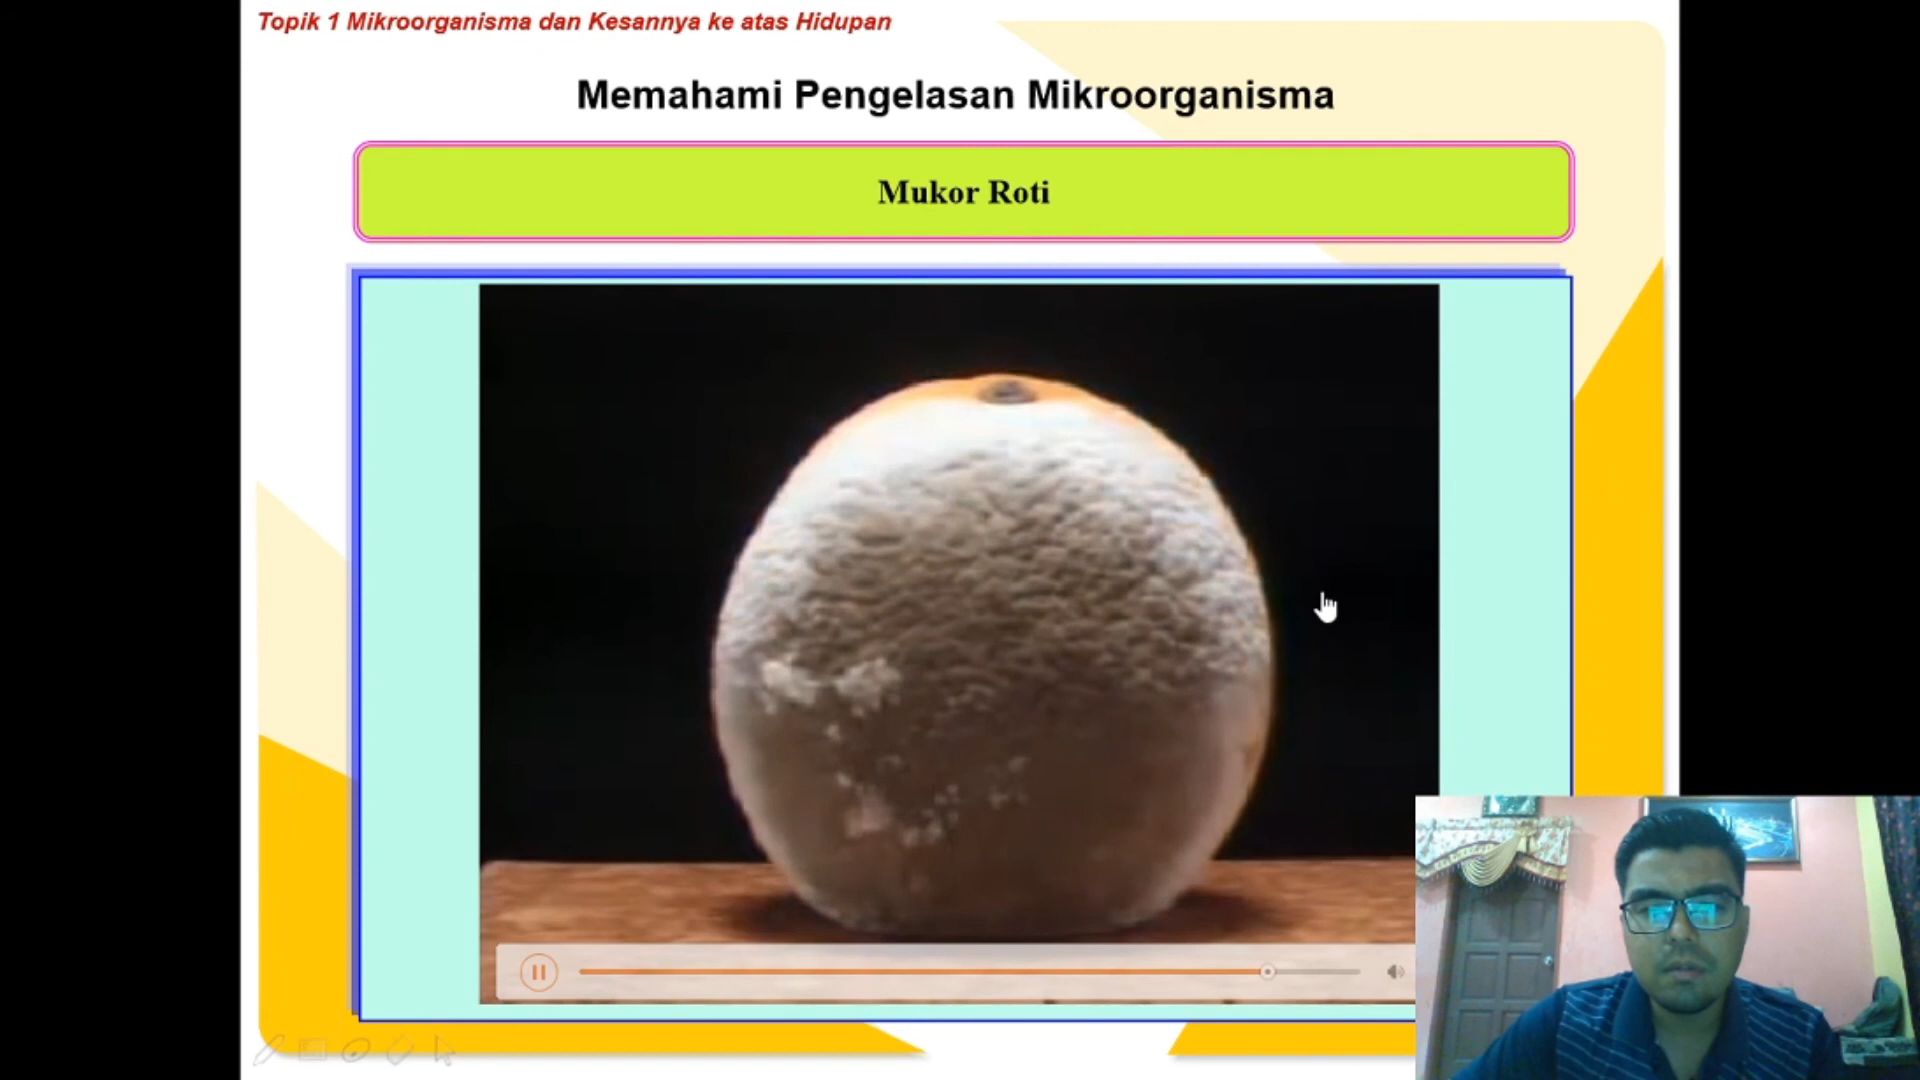 Topik 1 Mikroorganisma dan Kesannya ke atas Hidupan
Memahami Pengelasan Mikroorganisma
Mukor Roti